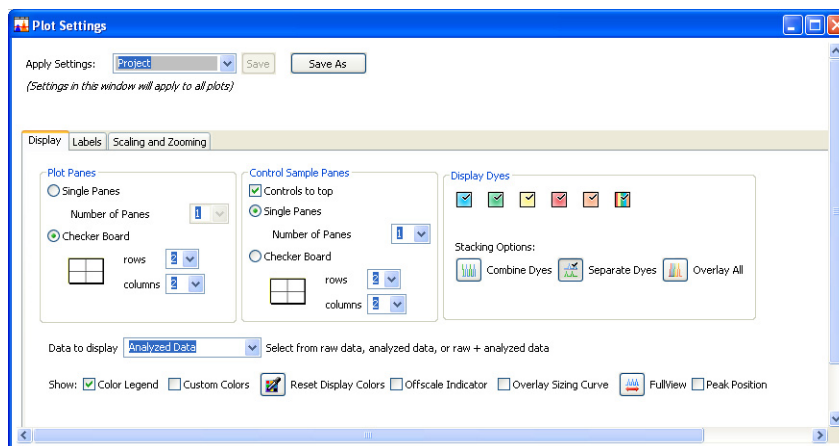 Plot Settings
Apply Settings: Project Save Save As
(Settings in this window will apply to all plots)
Display Labels Scaling and Zooming
Plot Panes
Single Panes
Number of Panes 1
Checker Board
rows 2
columns 2
Control Sample Panes
Controls to top
Single Panes
Number of Panes 1
Checker Board
rows 2
columns 2
Display Dyes
Stacking Options:
Combine Dyes Separate Dyes Overlay All
Data to display Analyzed Data Select from raw data, analyzed data, or raw + analyzed data
Show: Color Legend Custom Colors Reset Display Colors Offscale Indicator Overlay Sizing Curve FullView Peak Position